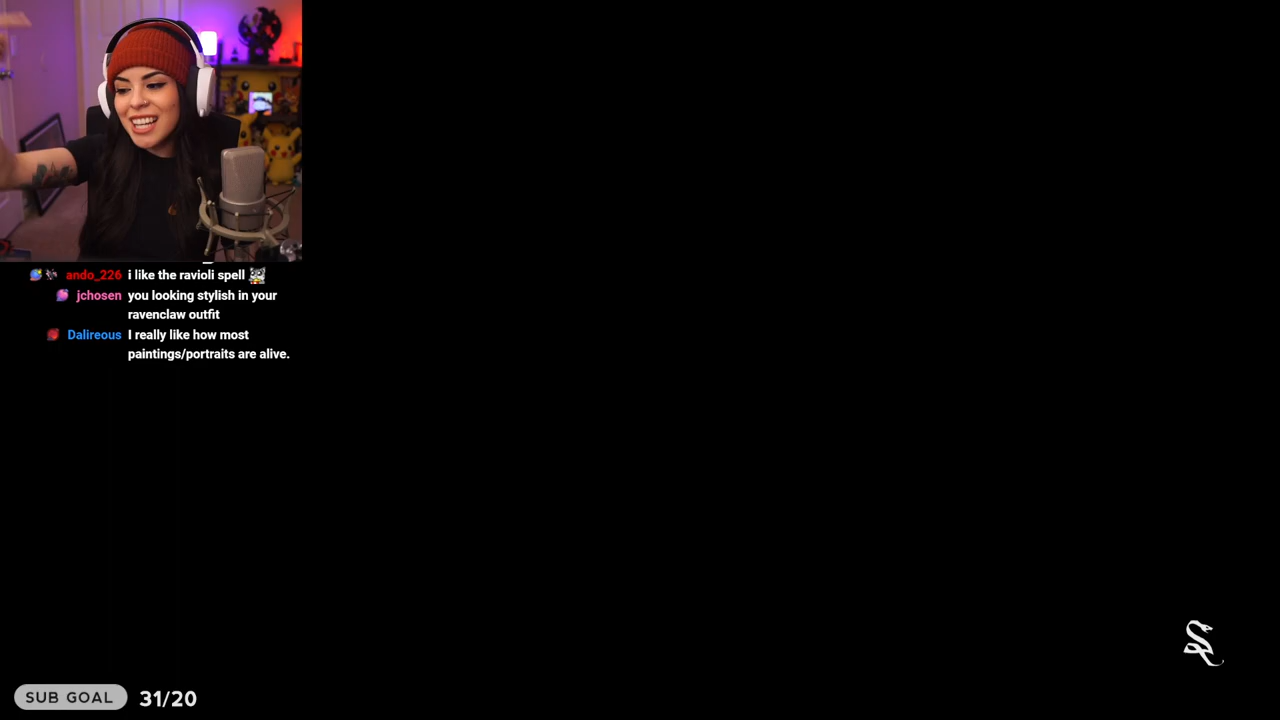 ando_226 i like the ravioli spell
jchosen you looking stylish in your
ravenclaw outfit
Dalireous I really like how most
paintings/portraits are alive.
SUB GOAL 31/20